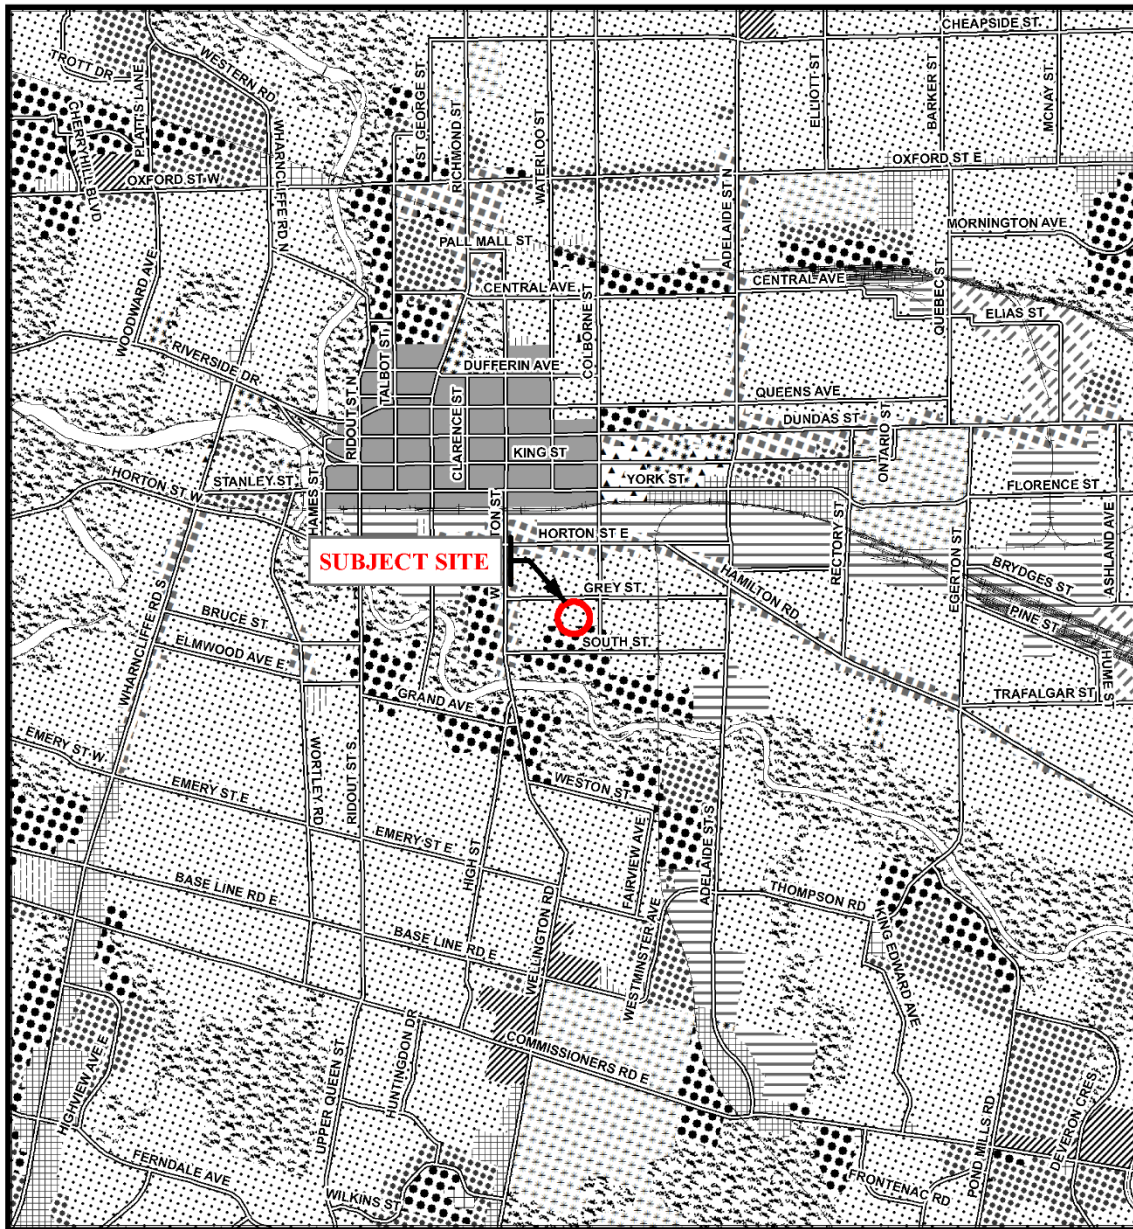 CHEAPSIDE ST.
TROTT DR
PLATTS LANE
WESTERN RD
CHERRYHILL BLVD
WHARNCLIFFE RD N
ST GEORGE ST
RICHMOND ST
WATERLOO ST
ELLIOTT ST
BARKER ST
MCNAY ST
OXFORD ST W
OXFORD ST E
ADELAIDE ST N
MORNINGTON AVE
PALL MALL ST
CENTRAL AVE
CENTRAL AVE
QUEBEC ST
ELIAS ST
WOODWARD AVE
RIVERSIDE DR
TALBOT ST
COLBORNE ST
DUFFERIN AVE
RIDOUT ST N
CLARENCE ST
QUEENS AVE
DUNDAS ST
ONTARIO ST
KING ST
HORTON ST W
STANLEY ST
YORK ST
FLORENCE ST
THAMES ST
HORTON ST E
RECTORY ST
EGERTON ST
ASHLAND AVE
SUBJECT SITE
HAMILTON RD
BRYDGES ST
GREY ST
PINE ST
BRUCE ST
ELMWOOD AVE E
SOUTH ST
WHARNCLIFFE RD S
HUME S
TRAFALGAR ST
GRAND AVE
EMERY ST W
WORTLEY RD
RIDOUT ST S
WESTON ST
EMERY ST E
EMERY ST E
HIGH ST
FAIRVIEW AVE
ADELAIDE ST S
BASE LINE RD E
THOMPSON RD
BASE LINE RD E
WELLINGTON RD
WESTMINSTER AVE
KING EDWARD AVE
COMMISSIONERS RD E
HIGHVIEW AVE E
UPPER QUEEN ST
HUNTINGDON DR
POND MILLS RD
DEVERON CRES
FERNDALE AVE
WILKINS ST
FRONTENAC RD